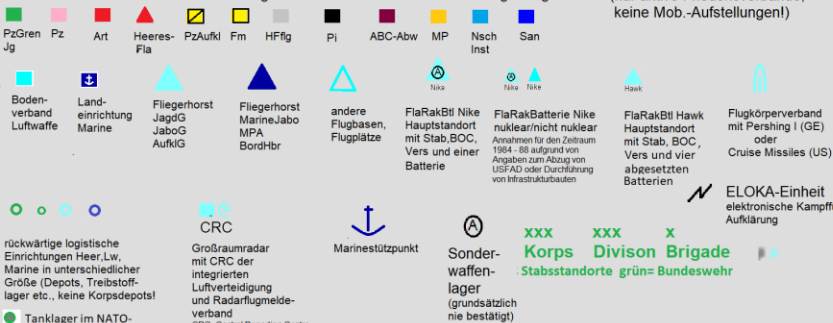 keine Mob.-Aufstellungen!)
PzGren
Jg
Pz
Art
Heeres-
Fla
PzAufkl
Fm
HFflg
Pi
ABC-Abw
MP
Nsch
Inst
San
Boden-
verband
Luftwaffe
Land-
einrichtung
Marine
Fliegerhorst
JagdG
JaboG
AufklG
Fliegerhorst
MarineJabo
MPA
BordHbr
andere
Flugbasen,
Flugplätze
A
Nike
FlaRakBtl Nike
Hauptstandort
mit Stab,BOC,
Vers und einer
Batterie
A
Nike Nike
FlaRakBatterie Nike
nuklear/nicht nuklear
Annahmen für den Zeitraum
1984 - 88 aufgrund von
Angaben zum Abzug von
USFAD oder Durchführung
von Infrastrukturbauten
Hawk
FlaRakBtl Hawk
Hauptstandort
mit Stab, BOC,
Vers und vier
abgesetzten
Batterien
Flugkörperverband
mit Pershing I (GE)
oder
Cruise Missiles (US)
ELOKA-Einheit
elektronische Kampff
Aufklärung
rückwärtige logistische
Einrichtungen Heer,Lw,
Marine in unterschiedlicher
Größe (Depots, Treibstoff-
lager etc., keine Korpsdepots!
Tanklager im NATO-
CRC
Großraumradar
mit CRC der
integrierten
Luftverteidigung
und Radarflugmelde-
verband
Marinestützpunkt
A
Sonder-
waffen-
lager
(grundsätzlich
nie bestätigt)
xxx xxx x
Korps Divison Brigade
Stabsstandorte grün= Bundeswehr